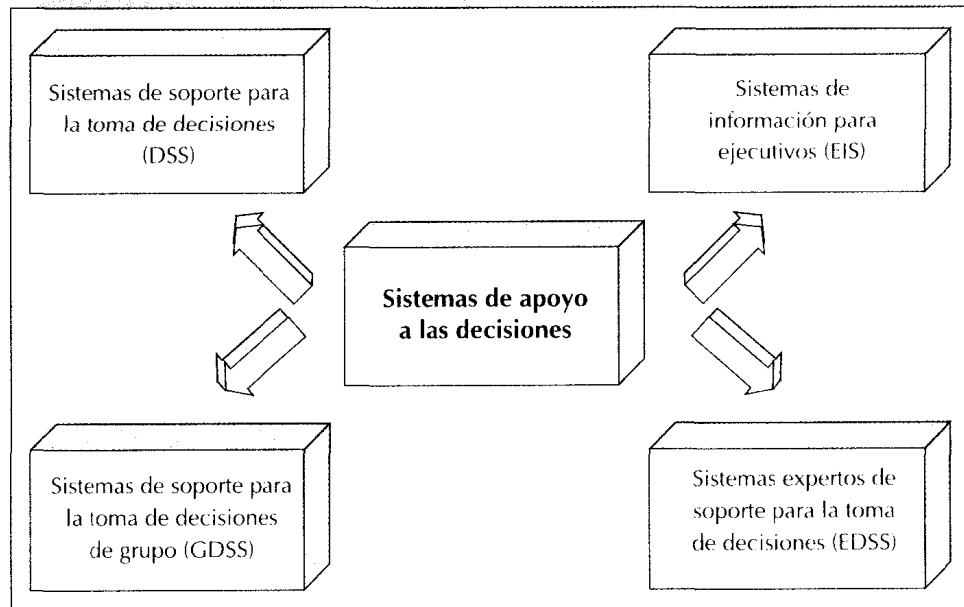 Sistemas de soporte para
la toma de decisiones
(DSS)
Sistemas de
información para
ejecutivos (EIS)
Sistemas de apoyo
a las decisiones
Sistemas de soporte para
la toma de decisiones
de grupo (GDSS)
Sistemas expertos de
soporte para la toma
de decisiones (EDSS)